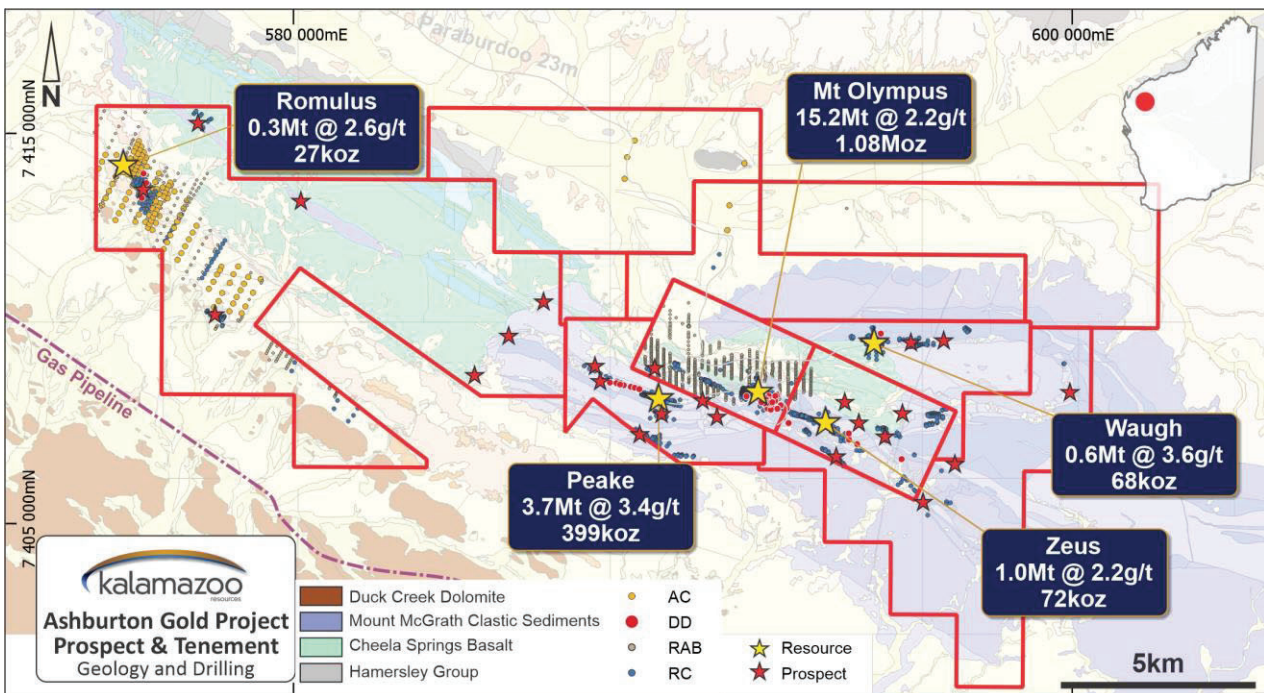 580 000mE
600 000mE
Paraburdoo 23m
N
7 415 000mN
7 405 000mN
Romulus
0.3Mt @ 2.6g/t
27koz
Mt Olympus
15.2Mt @ 2.2g/t
1.08Moz
Gas Pipeline
Peake
3.7Mt @ 3.4g/t
399koz
Waugh
0.6Mt @ 3.6g/t
68koz
Zeus
1.0Mt @ 2.2g/t
72koz
kalamazoo
resources
Ashburton Gold Project
Prospect & Tenement
Geology and Drilling
Duck Creek Dolomite
Mount McGrath Clastic Sediments
Cheela Springs Basalt
Hamersley Group
AC
DD
RAB
RC
Resource
Prospect
5km